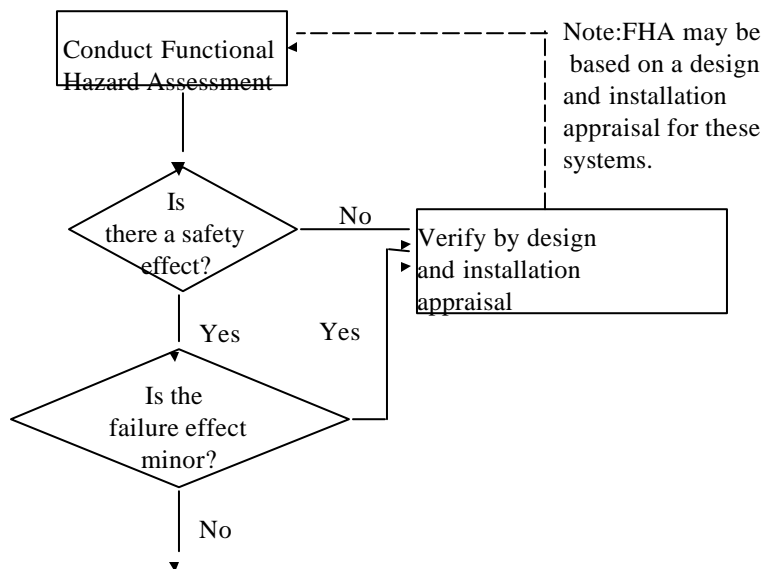 Conduct Functional
Hazard Assessment
Note:FHA may be
based on a design
and installation
appraisal for these
systems.
Is
there a safety
effect?
No
Verify by design
and installation
appraisal
Yes
Yes
Is the
failure effect
minor?
No